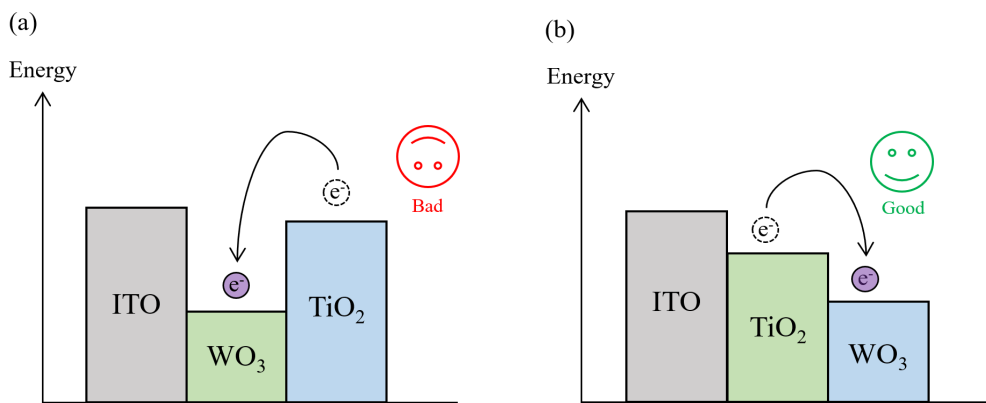 (a)
Energy
e⁻
Bad
e⁻
ITO
WO₃
TiO₂
(b)
Energy
e⁻
Good
e⁻
ITO
TiO₂
WO₃